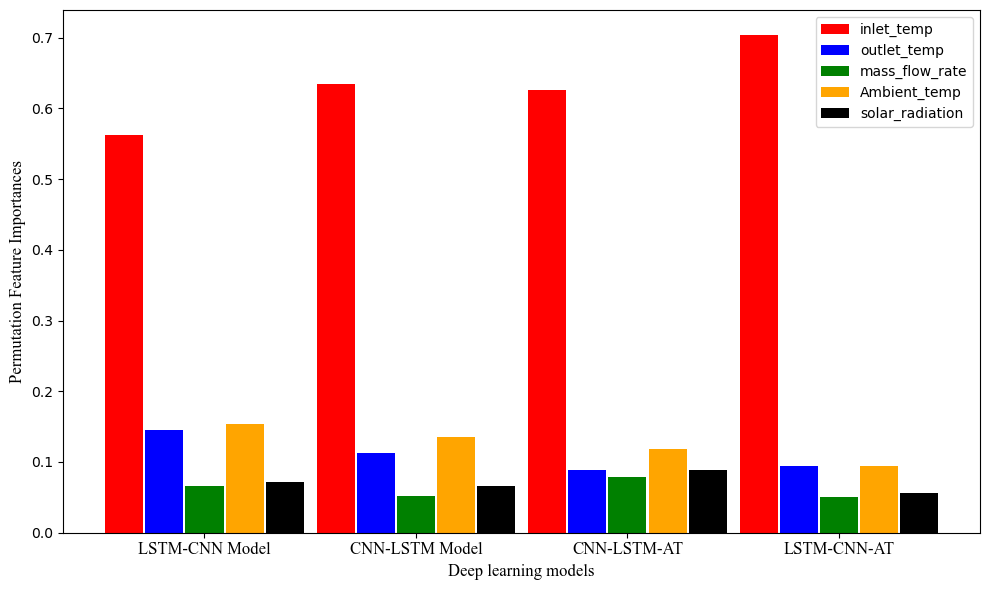 inlet_temp
outlet_temp
mass_flow_rate
Ambient_temp
solar_radiation
Permutation Feature Importances
0.7
0.6
0.5
0.4
0.3
0.2
0.1
0.0
LSTM-CNN Model CNN-LSTM Model CNN-LSTM-AT LSTM-CNN-AT
Deep learning models